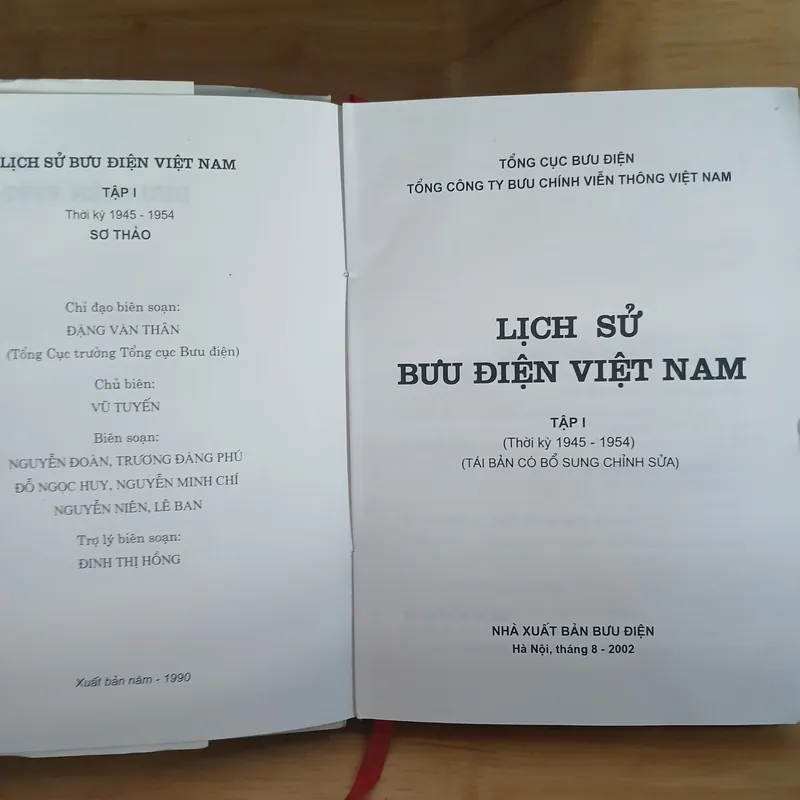 LỊCH SỬ BƯU ĐIỆN VIỆT NAM
TẬP I
Thời kỳ 1945 - 1954
SƠ THẢO
Chỉ đạo biên soạn:
ĐẶNG VĂN THÂN
(Tổng Cục trưởng Tổng cục Bưu điện)
Chủ biên:
VŨ TUYẾN
Biên soạn:
NGUYỄN ĐOÀN, TRƯƠNG ĐĂNG PHÚ
ĐỖ NGỌC HUY, NGUYỄN MINH CHÍ
NGUYỄN NIÊN, LÊ BAN
Trợ lý biên soạn:
ĐINH THỊ HỒNG
Xuất bản năm - 1990
TỔNG CỤC BƯU ĐIỆN
TỔNG CÔNG TY BƯU CHÍNH VIỄN THÔNG VIỆT NAM
LỊCH SỬ
BƯU ĐIỆN VIỆT NAM
TẬP I
(Thời kỳ 1945 - 1954)
(TÁI BẢN CÓ BỔ SUNG CHỈNH SỬA)
NHÀ XUẤT BẢN BƯU ĐIỆN
Hà Nội, tháng 8 - 2002